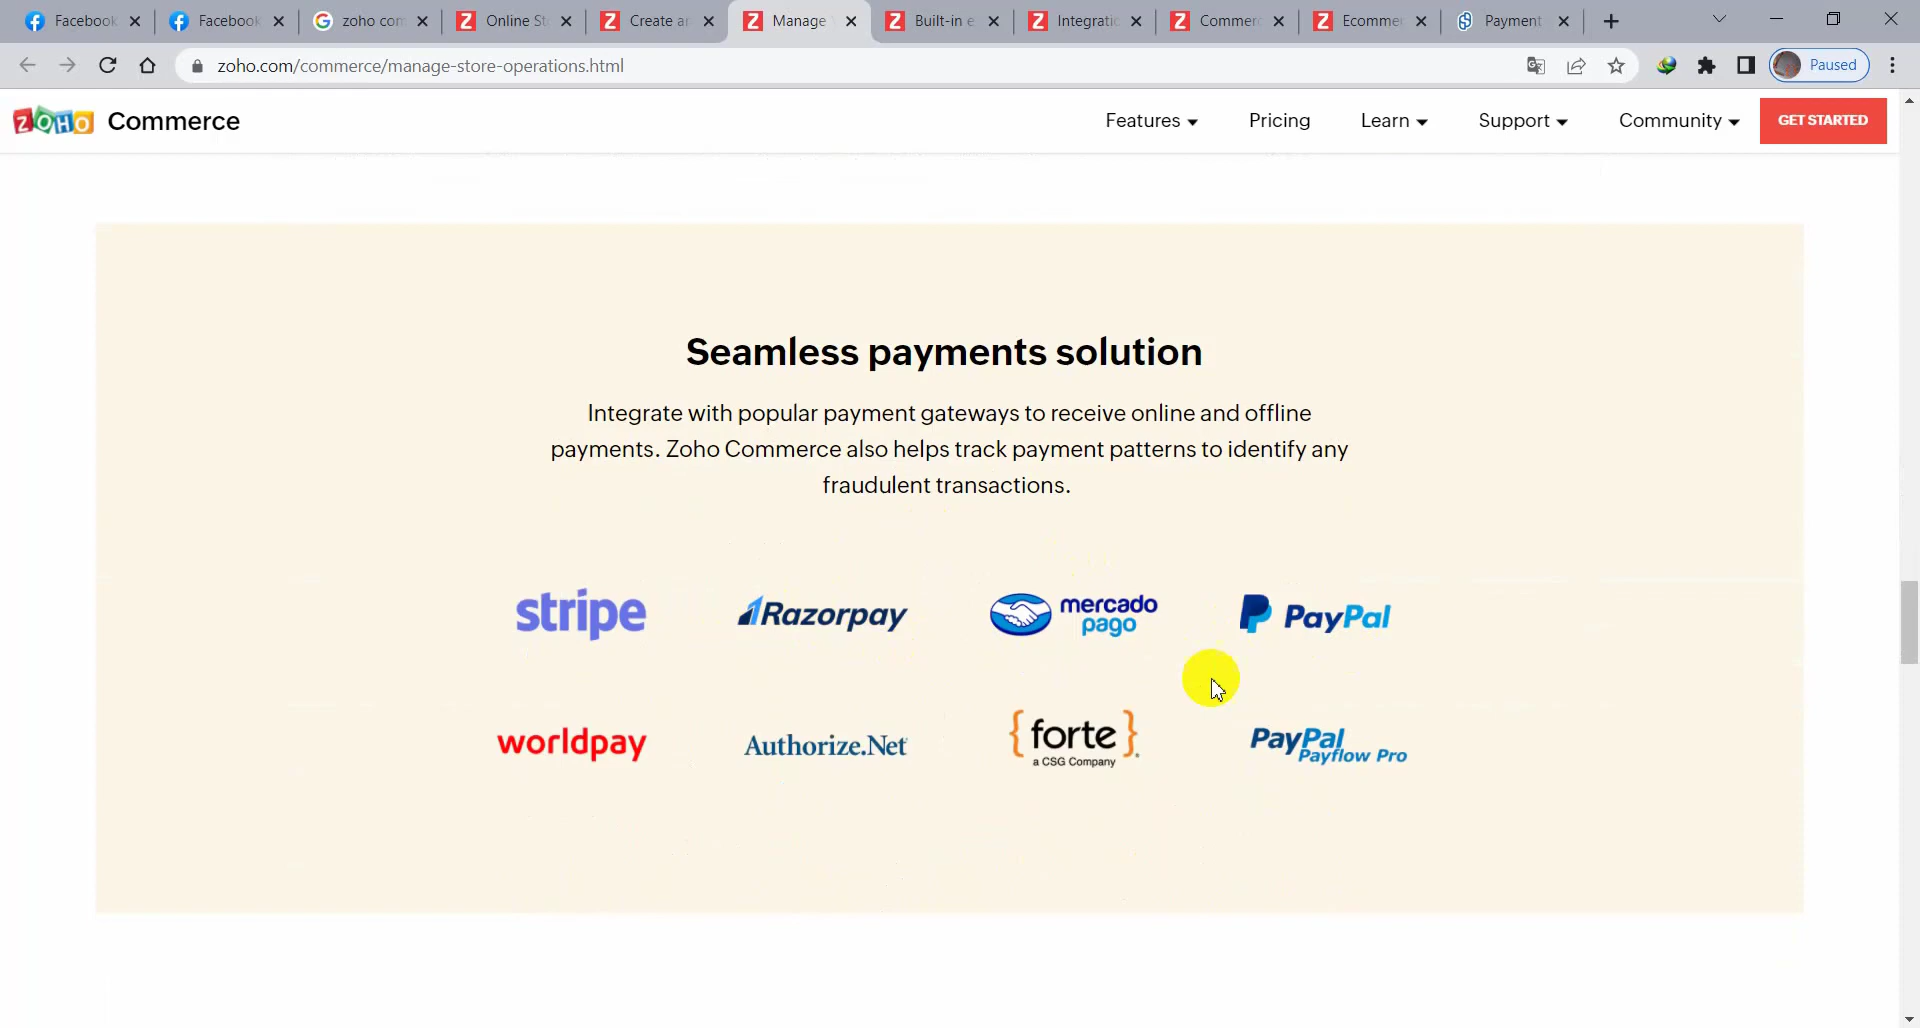 Facebook
Facebook
zoho com
Online St
Create an
Manage
Built-in e
Integratio
Commerc
Ecommer
Payment
zoho.com/commerce/manage-store-operations.html
Paused
ZOHO Commerce
Features
Pricing
Learn
Support
Community
GET STARTED
Seamless payments solution
Integrate with popular payment gateways to receive online and offline
payments. Zoho Commerce also helps track payment patterns to identify any
fraudulent transactions.
stripe
Razorpay
mercado
pago
PayPal
worldpay
Authorize.Net
{forte}
a CSG Company
PayPal
Payflow Pro